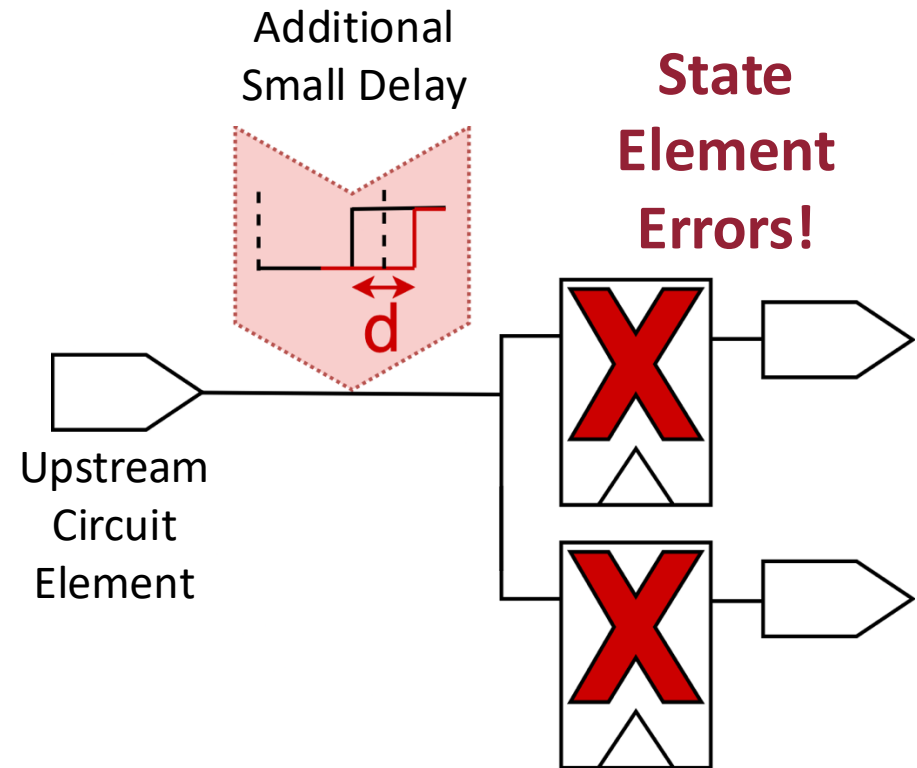 Additional
Small Delay
State
Element
Errors!
d
X
X
Upstream
Circuit
Element